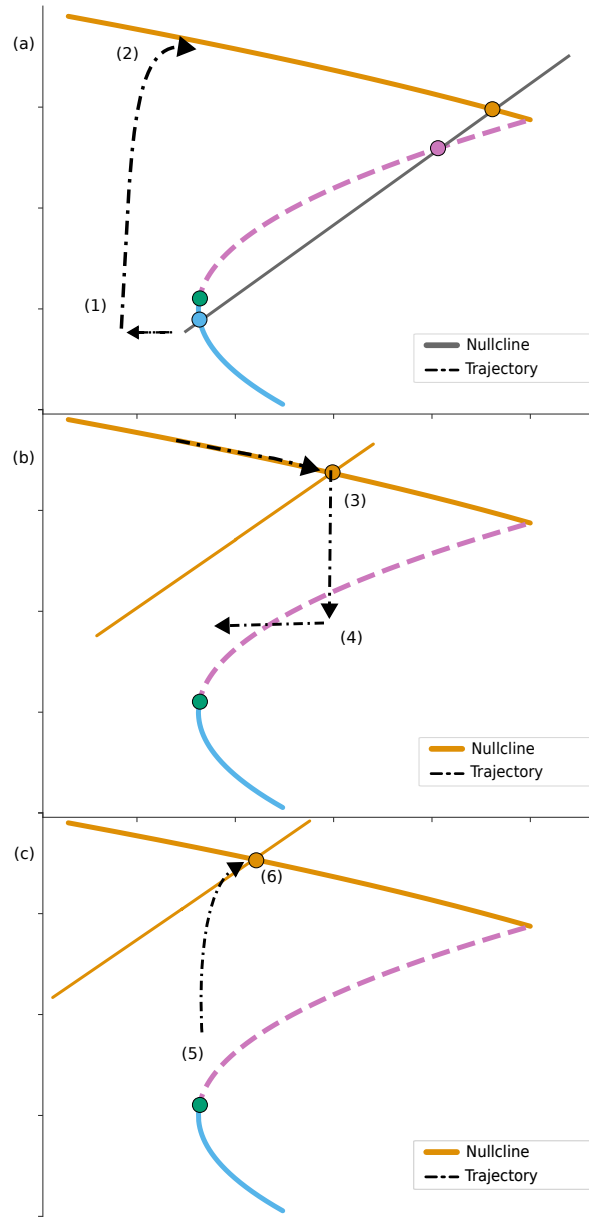 (a)
(2)
(1)
Nullcline
Trajectory
(b)
(3)
(4)
Nullcline
Trajectory
(c)
(6)
(5)
Nullcline
Trajectory